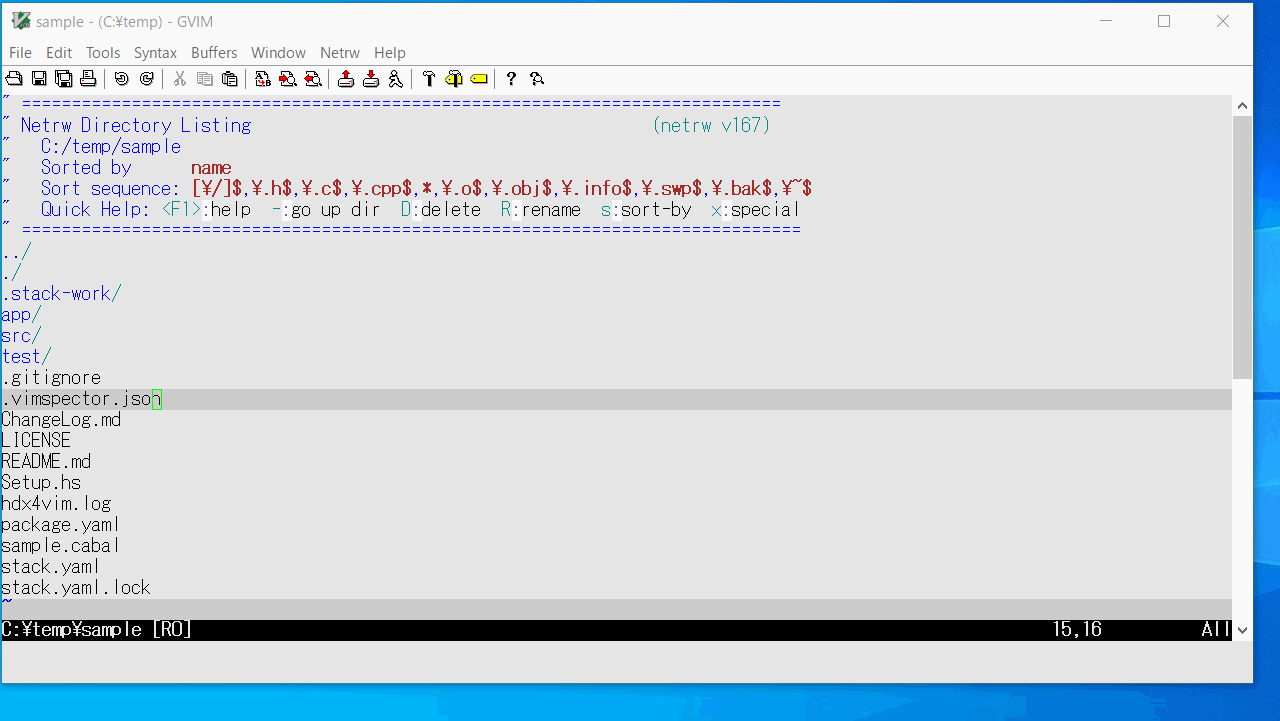 sample - (C:¥temp) - GVIM
File Edit Tools Syntax Buffers Window Netrw Help
" ============================================================================
" Netrw Directory Listing                                        (netrw v167)
"   C:/temp/sample
"   Sorted by      name
"   Sort sequence: [¥/]$,¥.h$,¥.c$,¥.cpp$,*,¥.o$,¥.obj$,¥.info$,¥.swp$,¥.bak$,¥~$
"   Quick Help: <F1>:help  -:go up dir  D:delete  R:rename  s:sort-by  x:special
" ==============================================================================
../
./
.stack-work/
app/
src/
test/
.gitignore
.vimspector.json
ChangeLog.md
LICENSE
README.md
Setup.hs
hdx4vim.log
package.yaml
sample.cabal
stack.yaml
stack.yaml.lock
~
C:¥temp¥sample [RO] 15,16 All